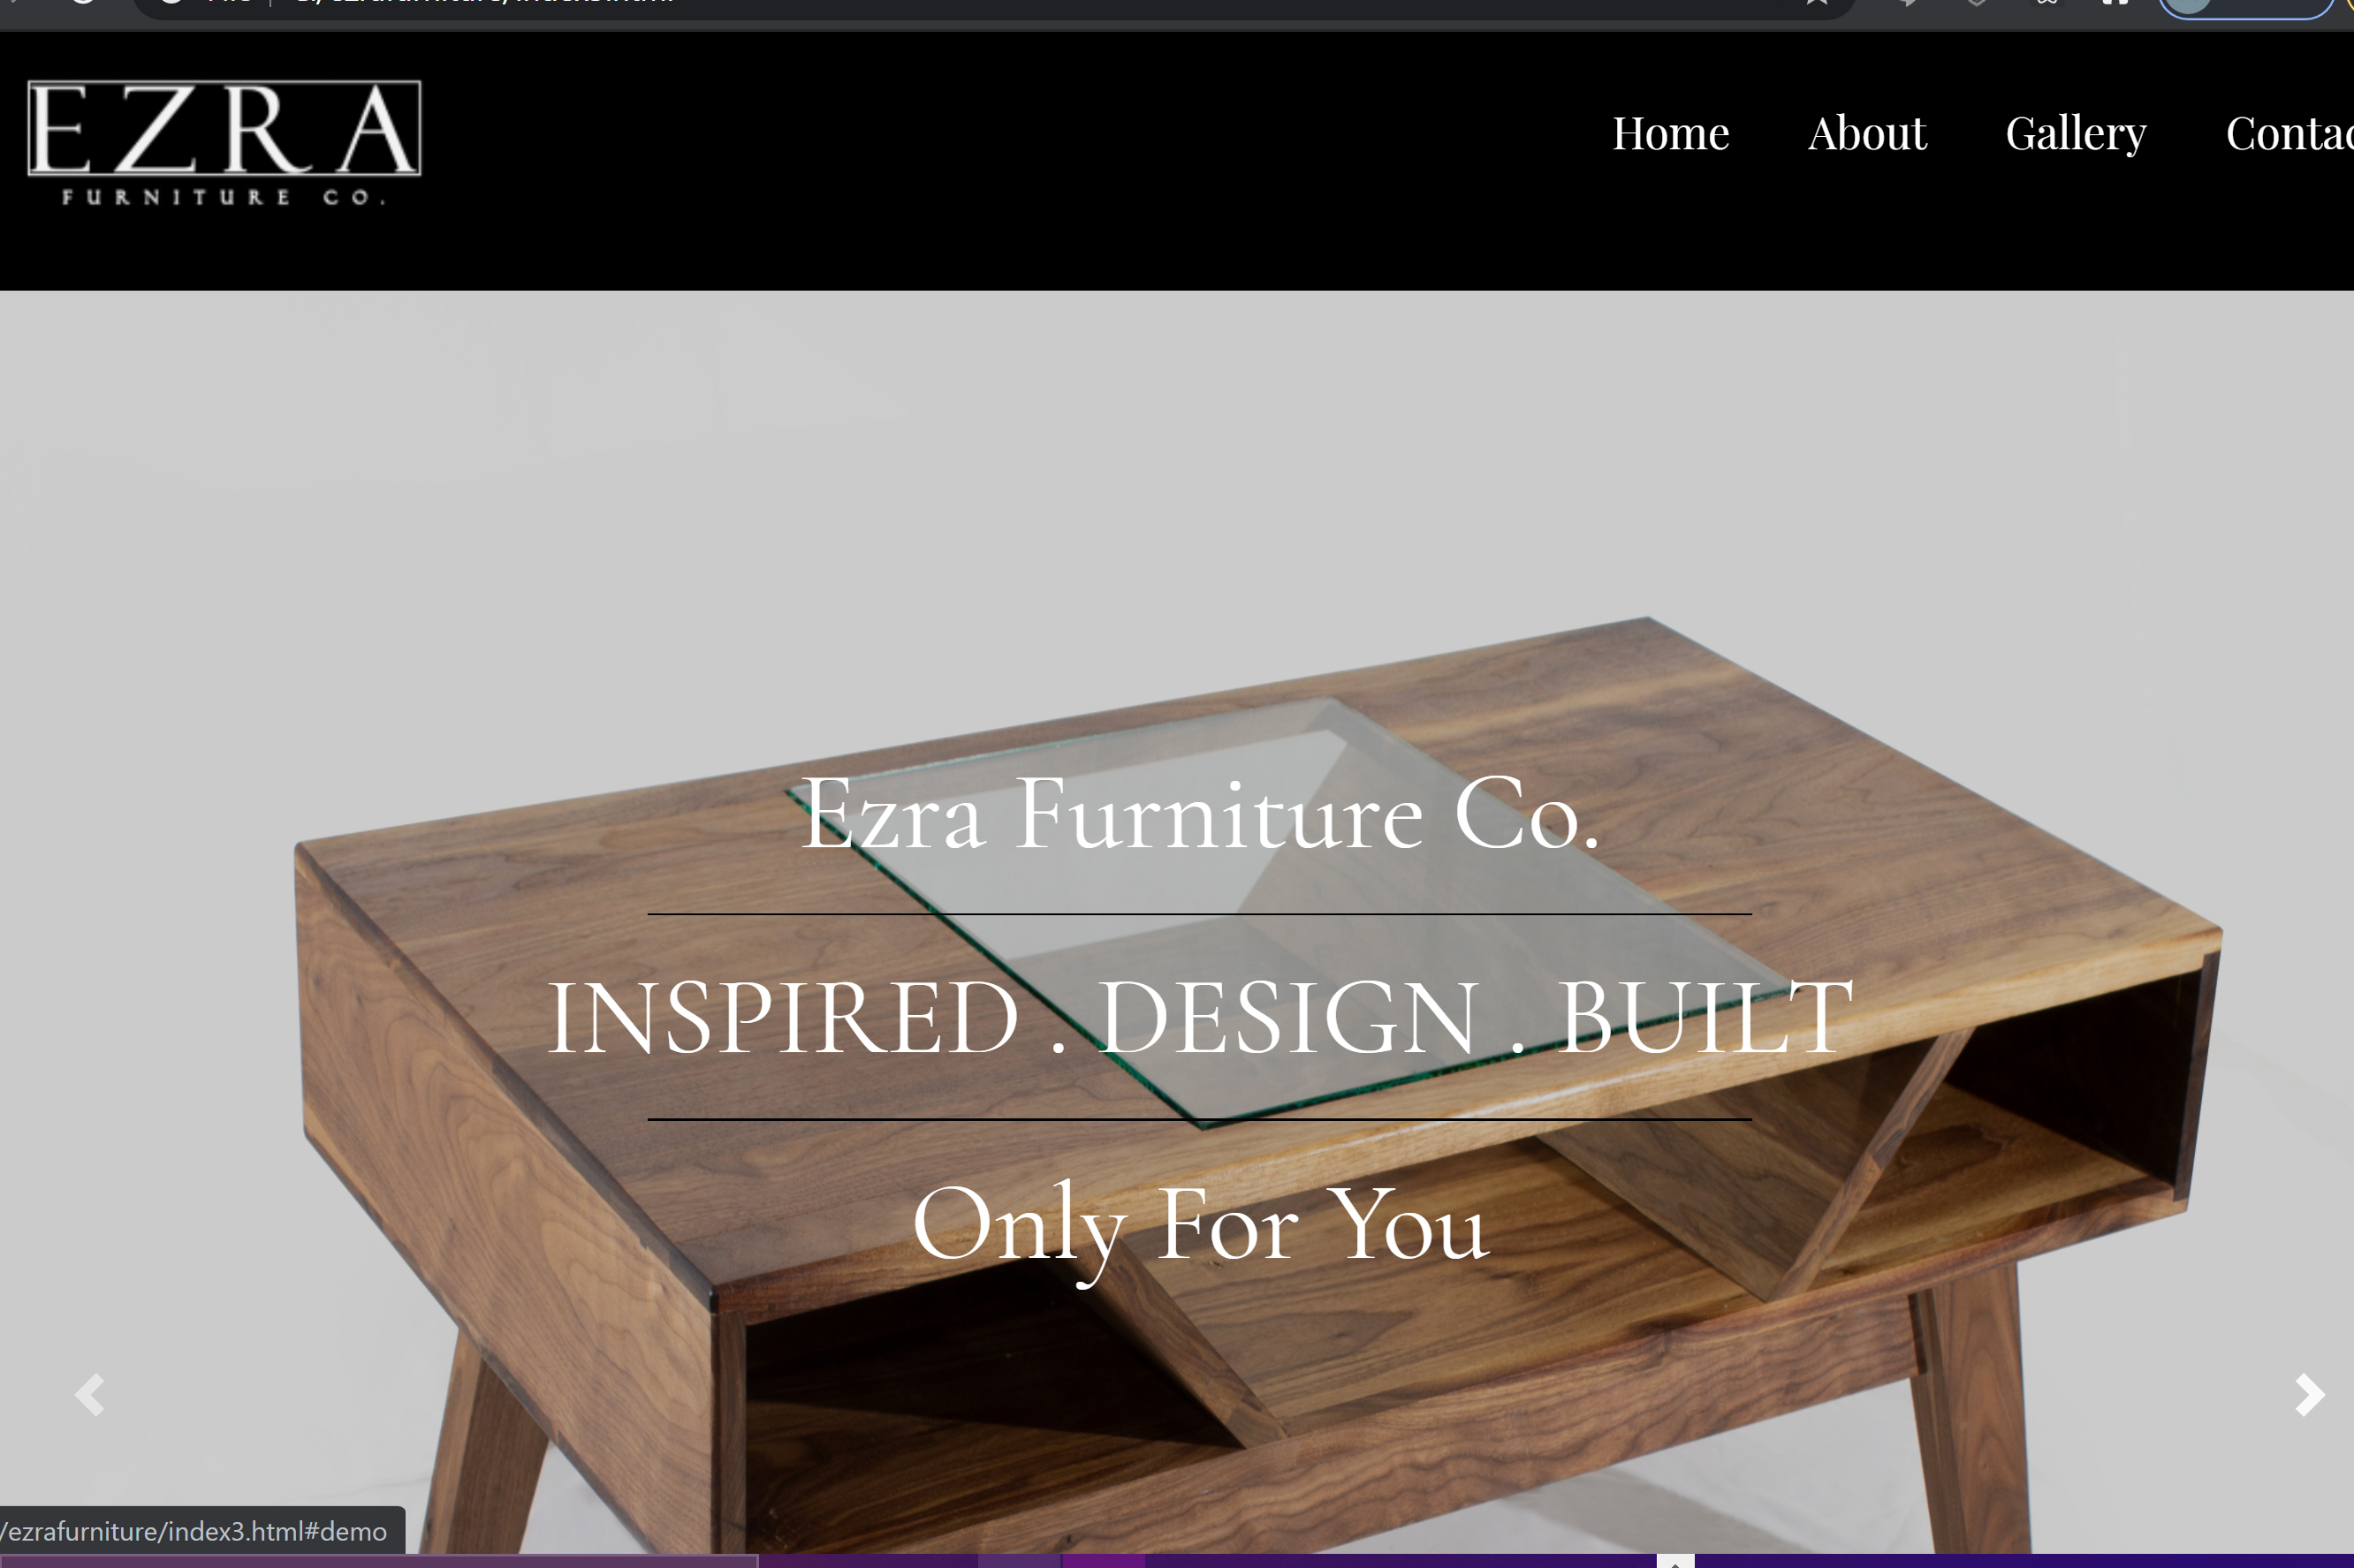 EZRA
FURNITURE CO.
Home About Gallery
Ezra Furniture Co.
INSPIRED . DESIGN . BUILT
Only For You
/ezrafurniture/index3.html#demo